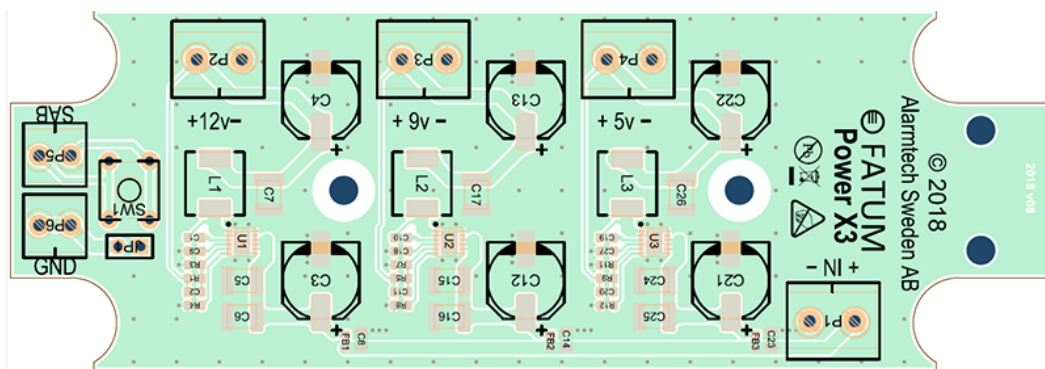 P2
C4
+12v-
P3
C13
+ 9v -
P4
C22
+ 5v -
SAB
P5
SW1
P6
GND
JP1
L1
C7
L2
C17
L3
C26
U1
U2
U3
C3
C5
C6
C12
C15
C16
C21
C24
C25
FB1
C8
FB2
C14
FB3
C23
Pb
FATUM
Power X3
© 2018
Alarmtech Sweden AB
- IN +
P1
2018 v08